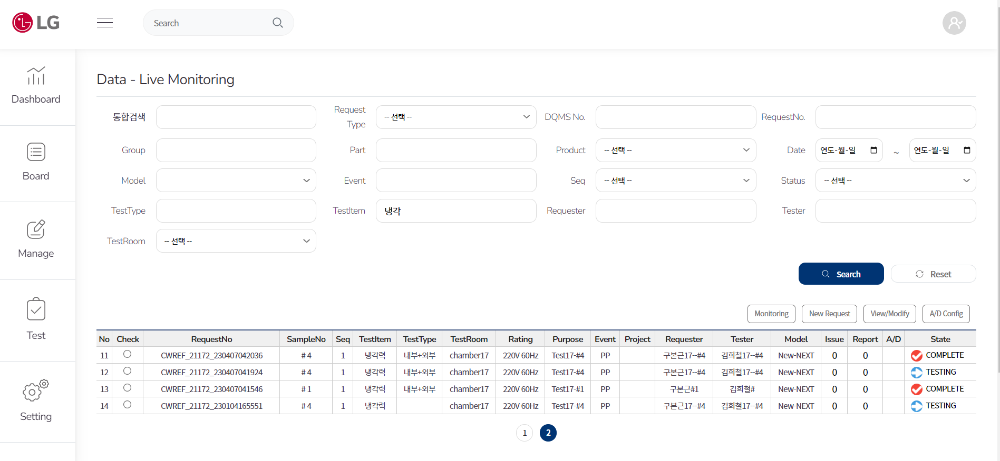 LG
Search
Dashboard
Board
Manage
Test
Setting
Data - Live Monitoring
통합검색
Request Type
-- 선택 --
DQMS No.
RequestNo.
Group
Part
Product
-- 선택 --
Date
연도-월-일
~
연도-월-일
Model
Event
Seq
-- 선택 --
Status
-- 선택 --
TestType
TestItem
냉각
Requester
Tester
TestRoom
-- 선택 --
Search
Reset
Monitoring
New Request
View/Modify
A/D Config
No Check RequestNo SampleNo Seq TestItem TestType TestRoom Rating Purpose Event Project Requester Tester Model Issue Report A/D State
11 CWREF_21172_230407042036 # 4 1 냉각력 내부+외부 chamber17 220V 60Hz Test17-#4 PP 구본근17--#4 김희철17--#4 New-NEXT 0 0 COMPLETE
12 CWREF_21172_230407041924 # 4 1 냉각력 내부+외부 chamber17 220V 60Hz Test17-#4 PP 구본근17--#4 김희철17--#4 New-NEXT 0 0 TESTING
13 CWREF_21172_230407041546 # 1 1 냉각력 내부+외부 chamber17 220V 60Hz Test17-#1 PP 구본근#1 김희철# New-NEXT 0 0 COMPLETE
14 CWREF_21172_230104165551 # 4 1 냉각력 chamber17 220V 60Hz Test17-#4 PP 구본근17--#4 김희철17--#4 New-NEXT 0 0 TESTING
1 2